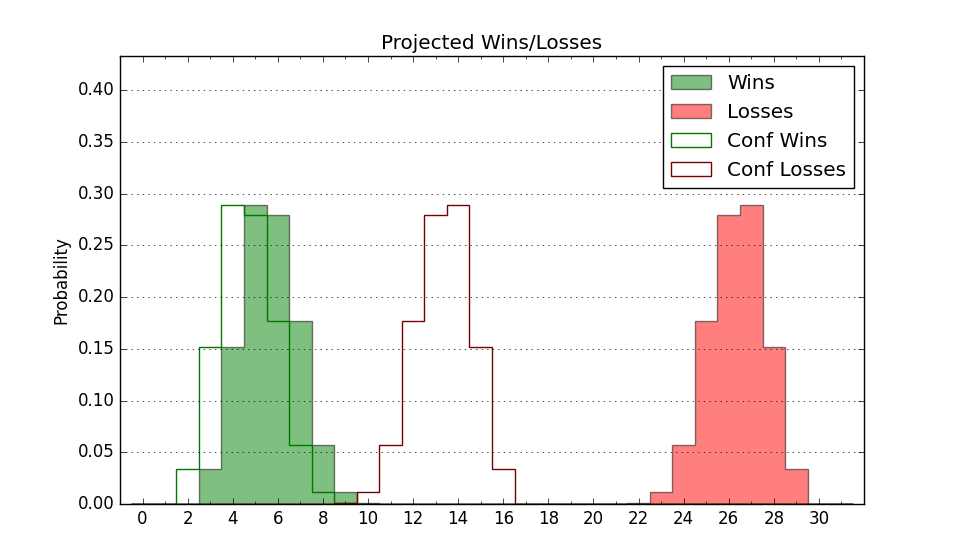 Projected Wins/Losses
Wins
Losses
Conf Wins
Conf Losses
Probability
0.40
0.35
0.30
0.25
0.20
0.15
0.10
0.05
0.00
0 2 4 6 8 10 12 14 16 18 20 22 24 26 28 30